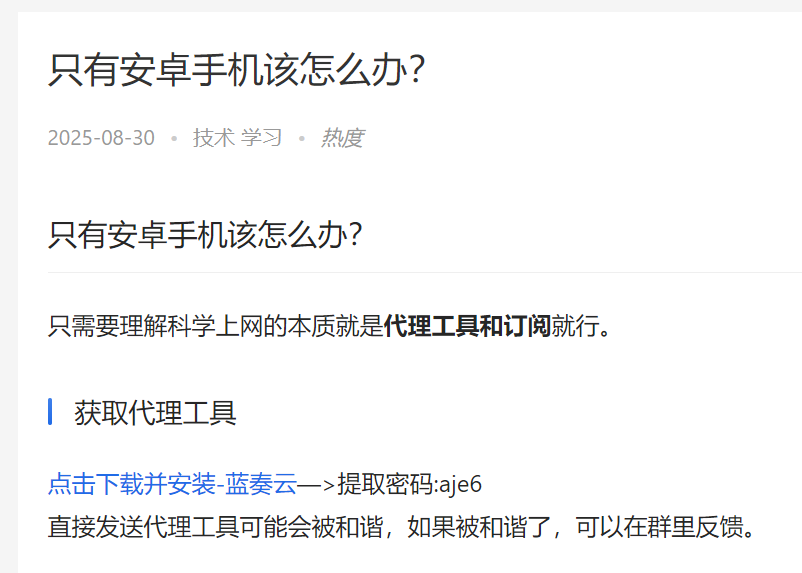 只有安卓手机该怎么办？
2025-08-30 • 技术 学习 • 热度
只有安卓手机该怎么办？
只需要理解科学上网的本质就是代理工具和订阅就行。
获取代理工具
点击下载并安装-蓝奏云—>提取密码:aje6
直接发送代理工具可能会被和谐，如果被和谐了，可以在群里反馈。